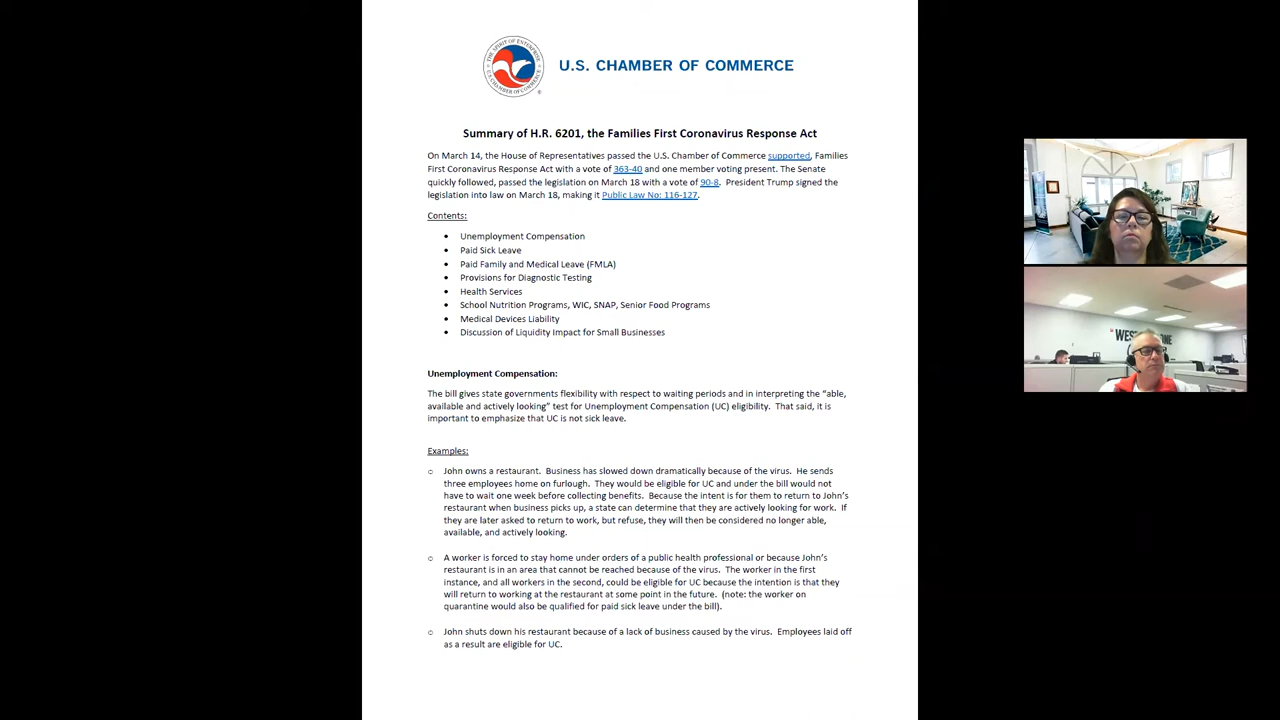 U.S. CHAMBER OF COMMERCE
Summary of H.R. 6201, the Families First Coronavirus Response Act
On March 14, the House of Representatives passed the U.S. Chamber of Commerce supported, Families
First Coronavirus Response Act with a vote of 363-40 and one member voting present. The Senate
quickly followed, passed the legislation on March 18 with a vote of 90-8. President Trump signed the
legislation into law on March 18, making it Public Law No: 116-127.
Contents:
• Unemployment Compensation
• Paid Sick Leave
• Paid Family and Medical Leave (FMLA)
• Provisions for Diagnostic Testing
• Health Services
• School Nutrition Programs, WIC, SNAP, Senior Food Programs
• Medical Devices Liability
• Discussion of Liquidity Impact for Small Businesses
Unemployment Compensation:
The bill gives state governments flexibility with respect to waiting periods and in interpreting the “able,
available and actively looking” test for Unemployment Compensation (UC) eligibility. That said, it is
important to emphasize that UC is not sick leave.
Examples:
o John owns a restaurant. Business has slowed down dramatically because of the virus. He sends
three employees home on furlough. They would be eligible for UC and under the bill would not
have to wait one week before collecting benefits. Because the intent is for them to return to John’s
restaurant when business picks up, a state can determine that they are actively looking for work. If
they are later asked to return to work, but refuse, they will then be considered no longer able,
available, and actively looking.
o A worker is forced to stay home under orders of a public health professional or because John’s
restaurant is in an area that cannot be reached because of the virus. The worker in the first
instance, and all workers in the second, could be eligible for UC because the intention is that they
will return to working at the restaurant at some point in the future. (note: the worker on
quarantine would also be qualified for paid sick leave under the bill).
o John shuts down his restaurant because of a lack of business caused by the virus. Employees laid off
as a result are eligible for UC.